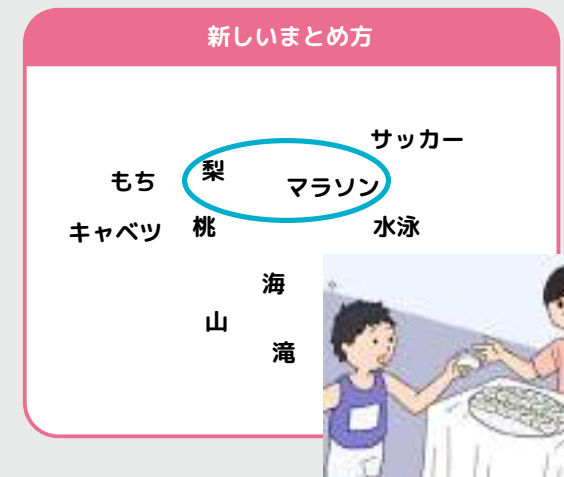 新しいまとめ方
サッカー
梨
もち
マラソン
キャベツ
桃
水泳
海
山
滝